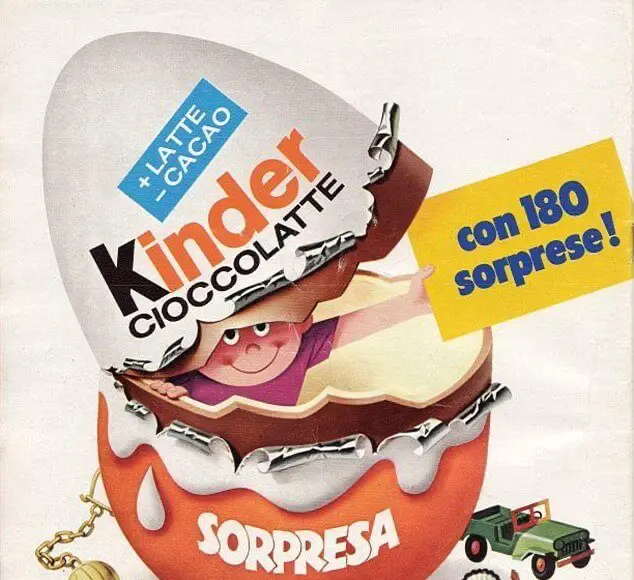 + LATTE
- CACAO
Kinder
CIOCCOLATTE
con 180
sorprese!
SORPRESA